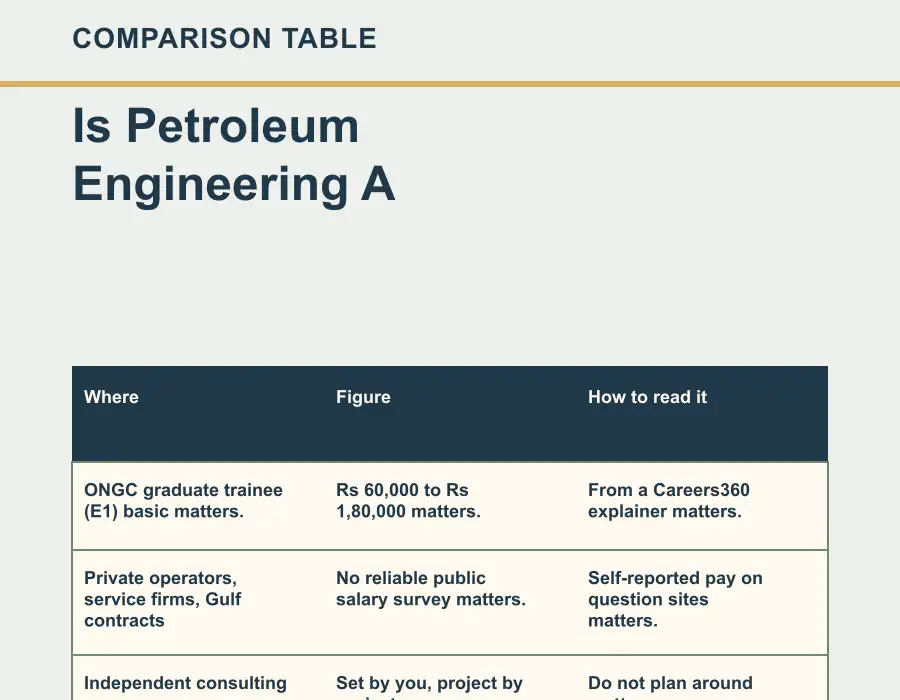 COMPARISON TABLE
Is Petroleum
Engineering A
Where
Figure
How to read it
ONGC graduate trainee
(E1) basic matters.
Rs 60,000 to Rs
1,80,000 matters.
From a Careers360
explainer matters.
Private operators,
service firms, Gulf
contracts
No reliable public
salary survey matters.
Self-reported pay on
question sites
matters.
Independent consulting
Set by you, project by
Do not plan around